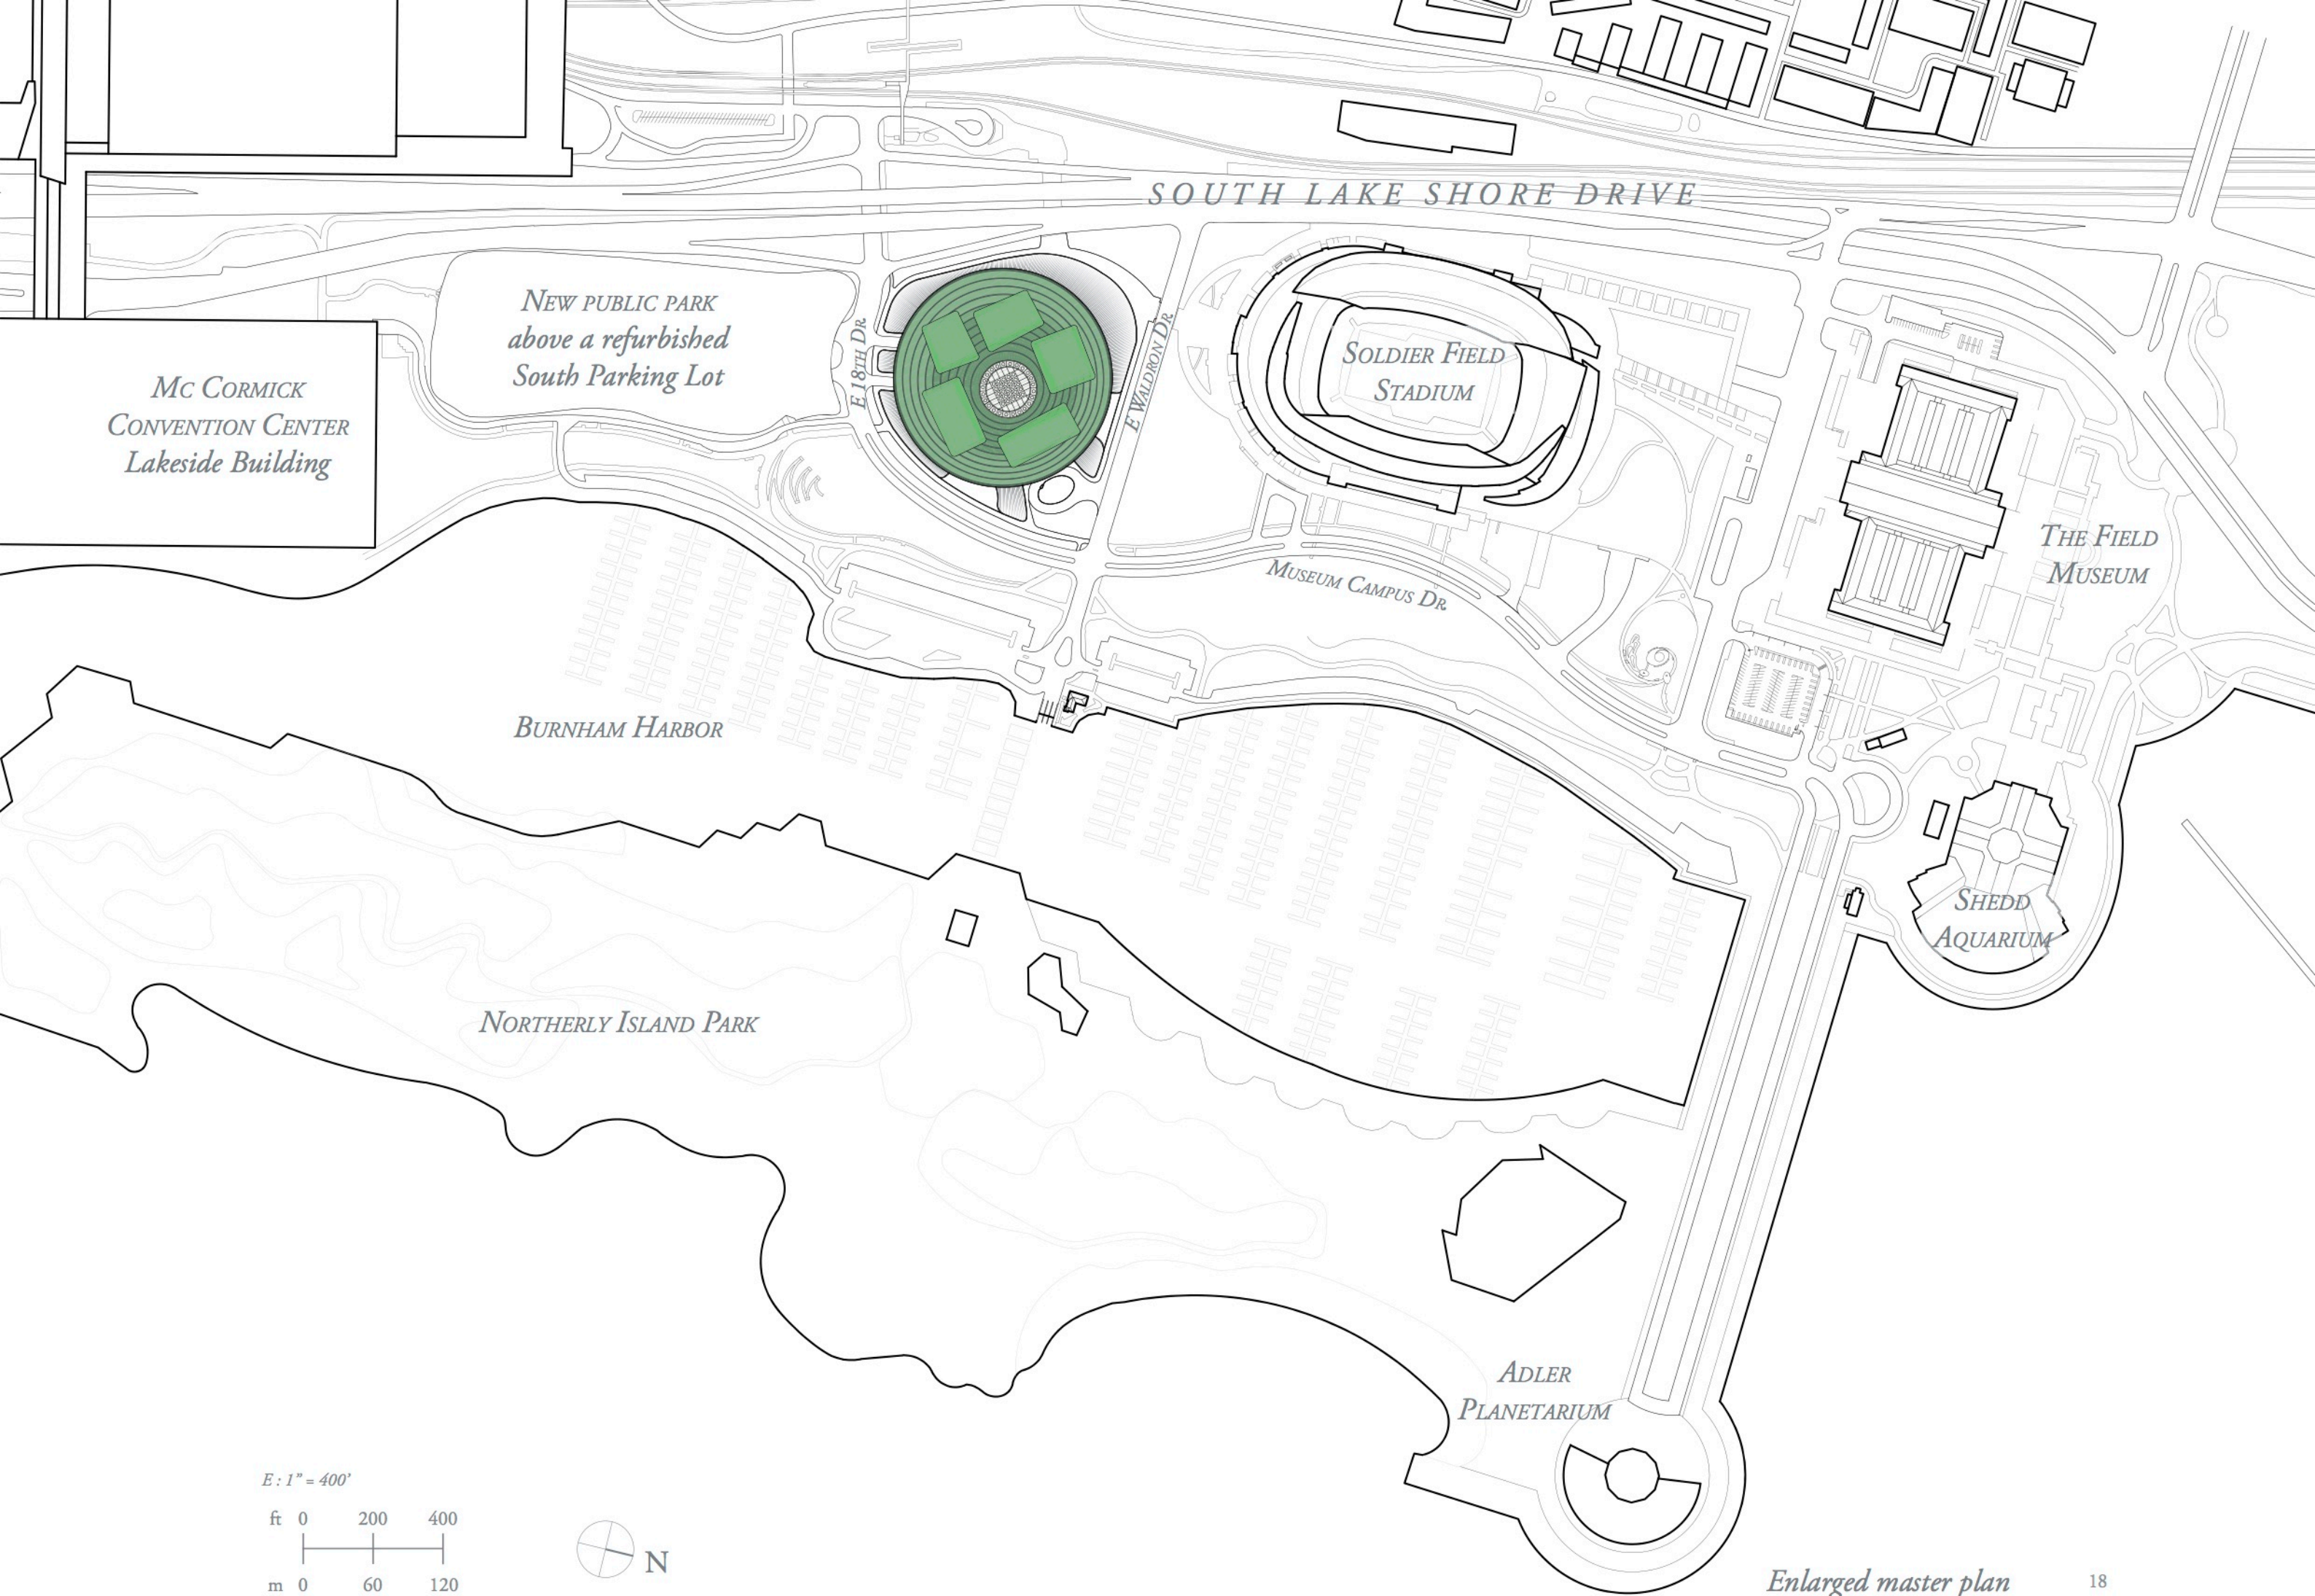 SOUTH LAKE SHORE DRIVE
NEW PUBLIC PARK
above a refurbished
South Parking Lot
E 18TH DR.
E WALDRON DR.
SOLDIER FIELD
STADIUM
MC CORMICK
CONVENTION CENTER
Lakeside Building
THE FIELD
MUSEUM
MUSEUM CAMPUS DR.
BURNHAM HARBOR
SHEDD
AQUARIUM
NORTHERLY ISLAND PARK
ADLER
PLANETARIUM
E : 1" = 400'
ft 0 200 400
m 0 60 120
N
Enlarged master plan 18